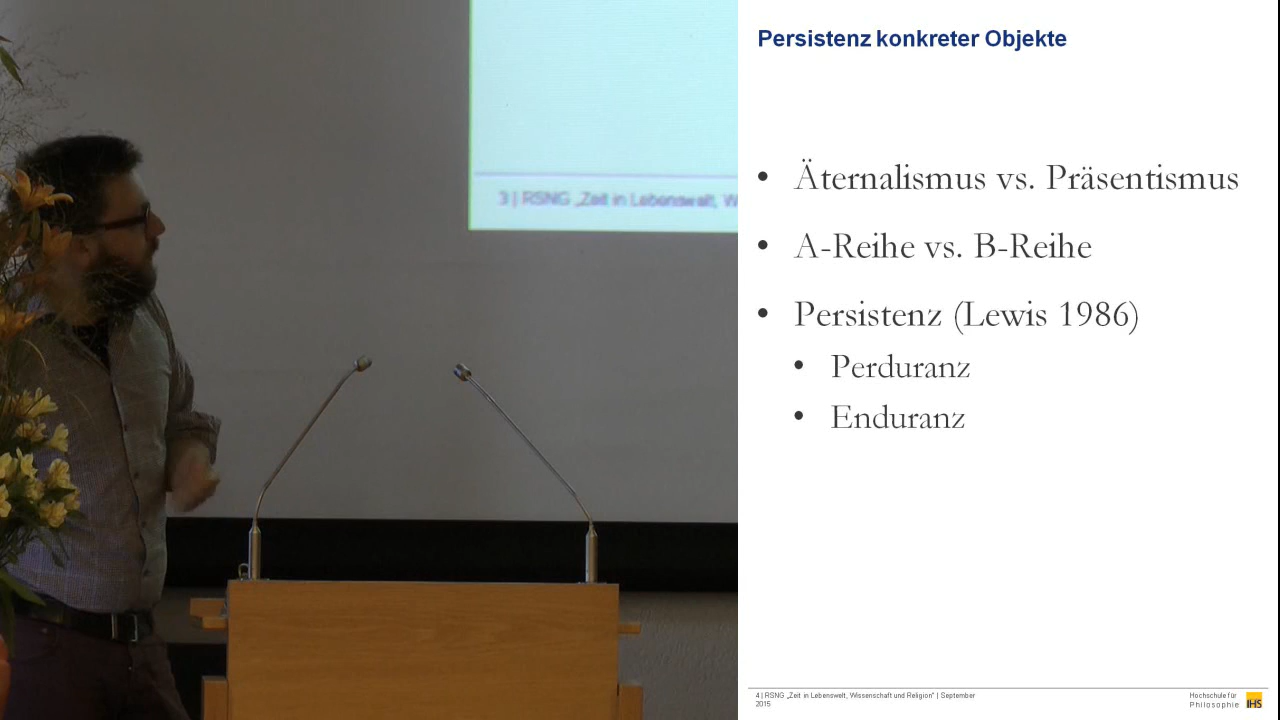 Persistenz konkreter Objekte
• Äternalismus vs. Präsentismus
• A-Reihe vs. B-Reihe
• Persistenz (Lewis 1986)
• Perduranz
• Enduranz
3 | RSNG „Zeit in Lebenswelt, W
4 | RSNG „Zeit in Lebenswelt, Wissenschaft und Religion“ | September
2015
Hochschule für
Philosophie
IHS